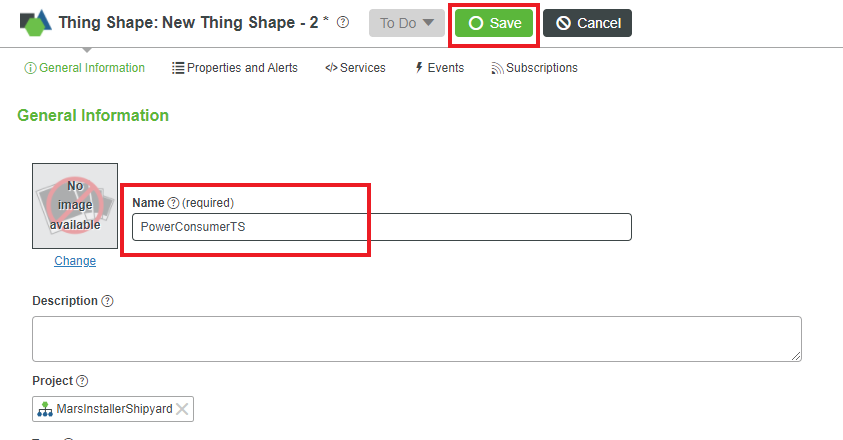 Thing Shape: New Thing Shape - 2 * ? To Do Save Cancel
General Information Properties and Alerts </> Services Events Subscriptions
General Information
No image available
Name ? (required)
PowerConsumerTS
Change
Description ?
Project ?
MarsInstallerShipyard